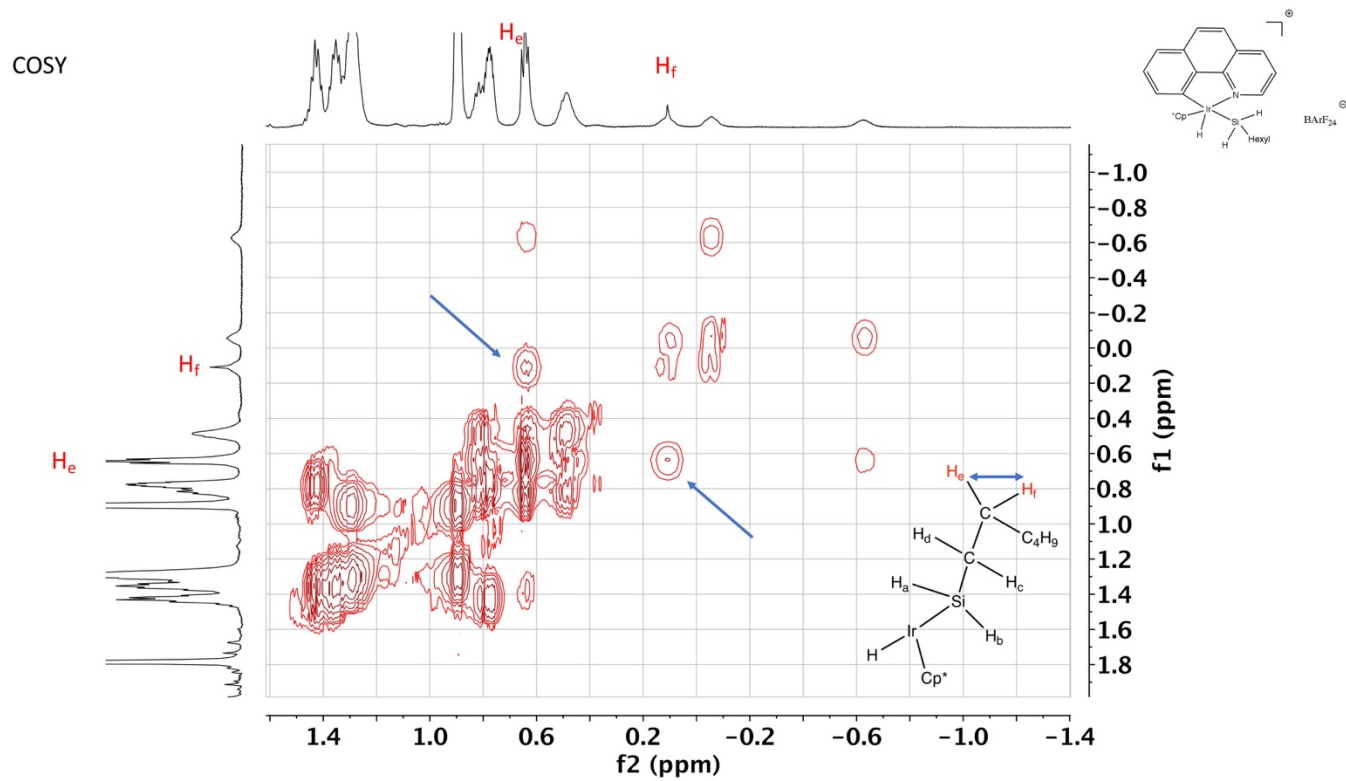 COSY
He
Hf
⊕
N
Ir
*Cp
H
Si
H
H
Hexyl
⊖
BArF24
Hf
He
-1.0
-0.8
-0.6
-0.4
-0.2
0.0
0.2
0.4
0.6
0.8
1.0
1.2
1.4
1.6
1.8
f1 (ppm)
He
Hf
C
C4H9
Hd
C
Hc
Ha
Si
Hb
Ir
H
Cp*
1.4 1.0 0.6 0.2 -0.2 -0.6 -1.0 -1.4
f2 (ppm)